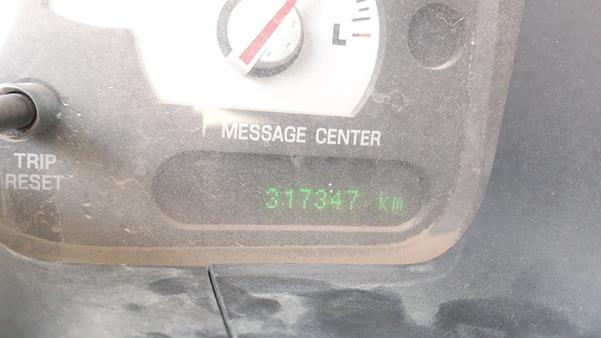 L
MESSAGE CENTER
TRIP
RESET
317347 km